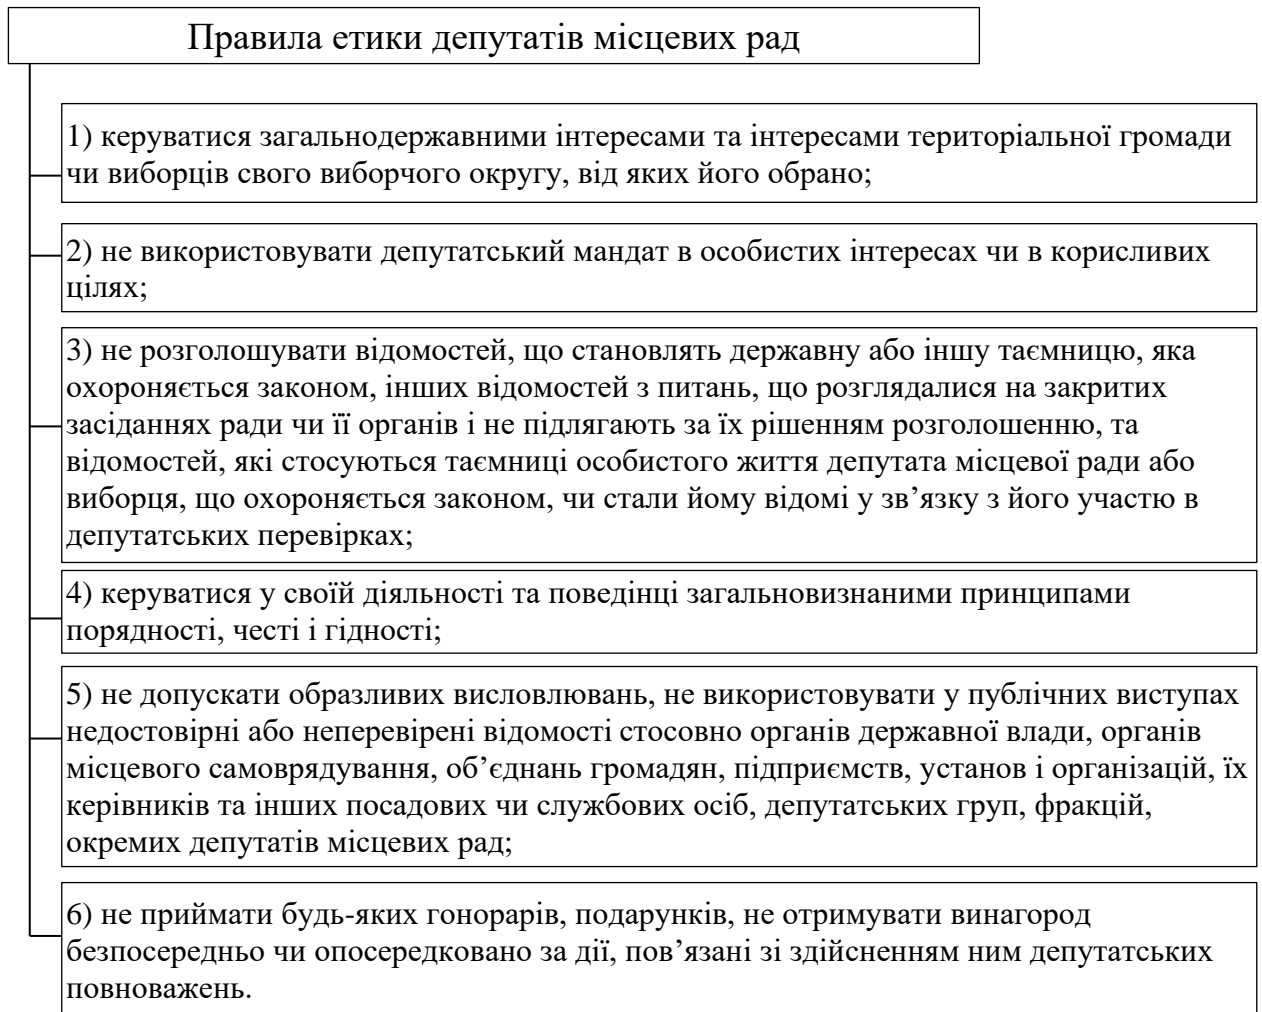 Правила етики депутатів місцевих рад
1) керуватися загальнодержавними інтересами та інтересами територіальної громади
чи виборців свого виборчого округу, від яких його обрано;
2) не використовувати депутатський мандат в особистих інтересах чи в корисливих
цілях;
3) не розголошувати відомостей, що становлять державну або іншу таємницю, яка
охороняється законом, інших відомостей з питань, що розглядалися на закритих
засіданнях ради чи її органів і не підлягають за їх рішенням розголошенню, та
відомостей, які стосуються таємниці особистого життя депутата місцевої ради або
виборця, що охороняється законом, чи стали йому відомі у зв’язку з його участю в
депутатських перевірках;
4) керуватися у своїй діяльності та поведінці загальновизнаними принципами
порядності, честі і гідності;
5) не допускати образливих висловлювань, не використовувати у публічних виступах
недостовірні або неперевірені відомості стосовно органів державної влади, органів
місцевого самоврядування, об’єднань громадян, підприємств, установ і організацій, їх
керівників та інших посадових чи службових осіб, депутатських груп, фракцій,
окремих депутатів місцевих рад;
6) не приймати будь-яких гонорарів, подарунків, не отримувати винагород
безпосередньо чи опосередковано за дії, пов’язані зі здійсненням ним депутатських
повноважень.